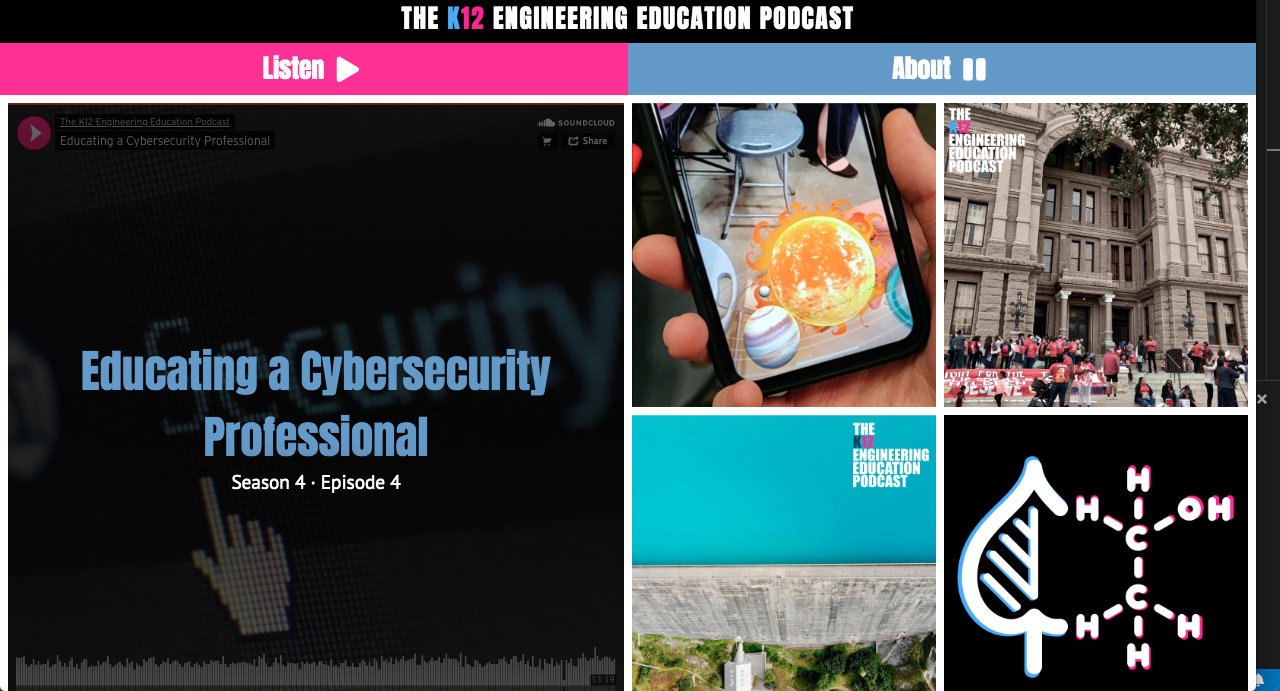 THE K12 ENGINEERING EDUCATION PODCAST
Listen
About
The K12 Engineering Education Podcast
Educating a Cybersecurity Professional
SOUNDCLOUD
Share
Security
Educating a Cybersecurity
Professional
Season 4 · Episode 4
53:19
THE
K12
ENGINEERING
EDUCATION
PODCAST
THE
K12
ENGINEERING
EDUCATION
PODCAST
H
H OH
C
C
H H
H